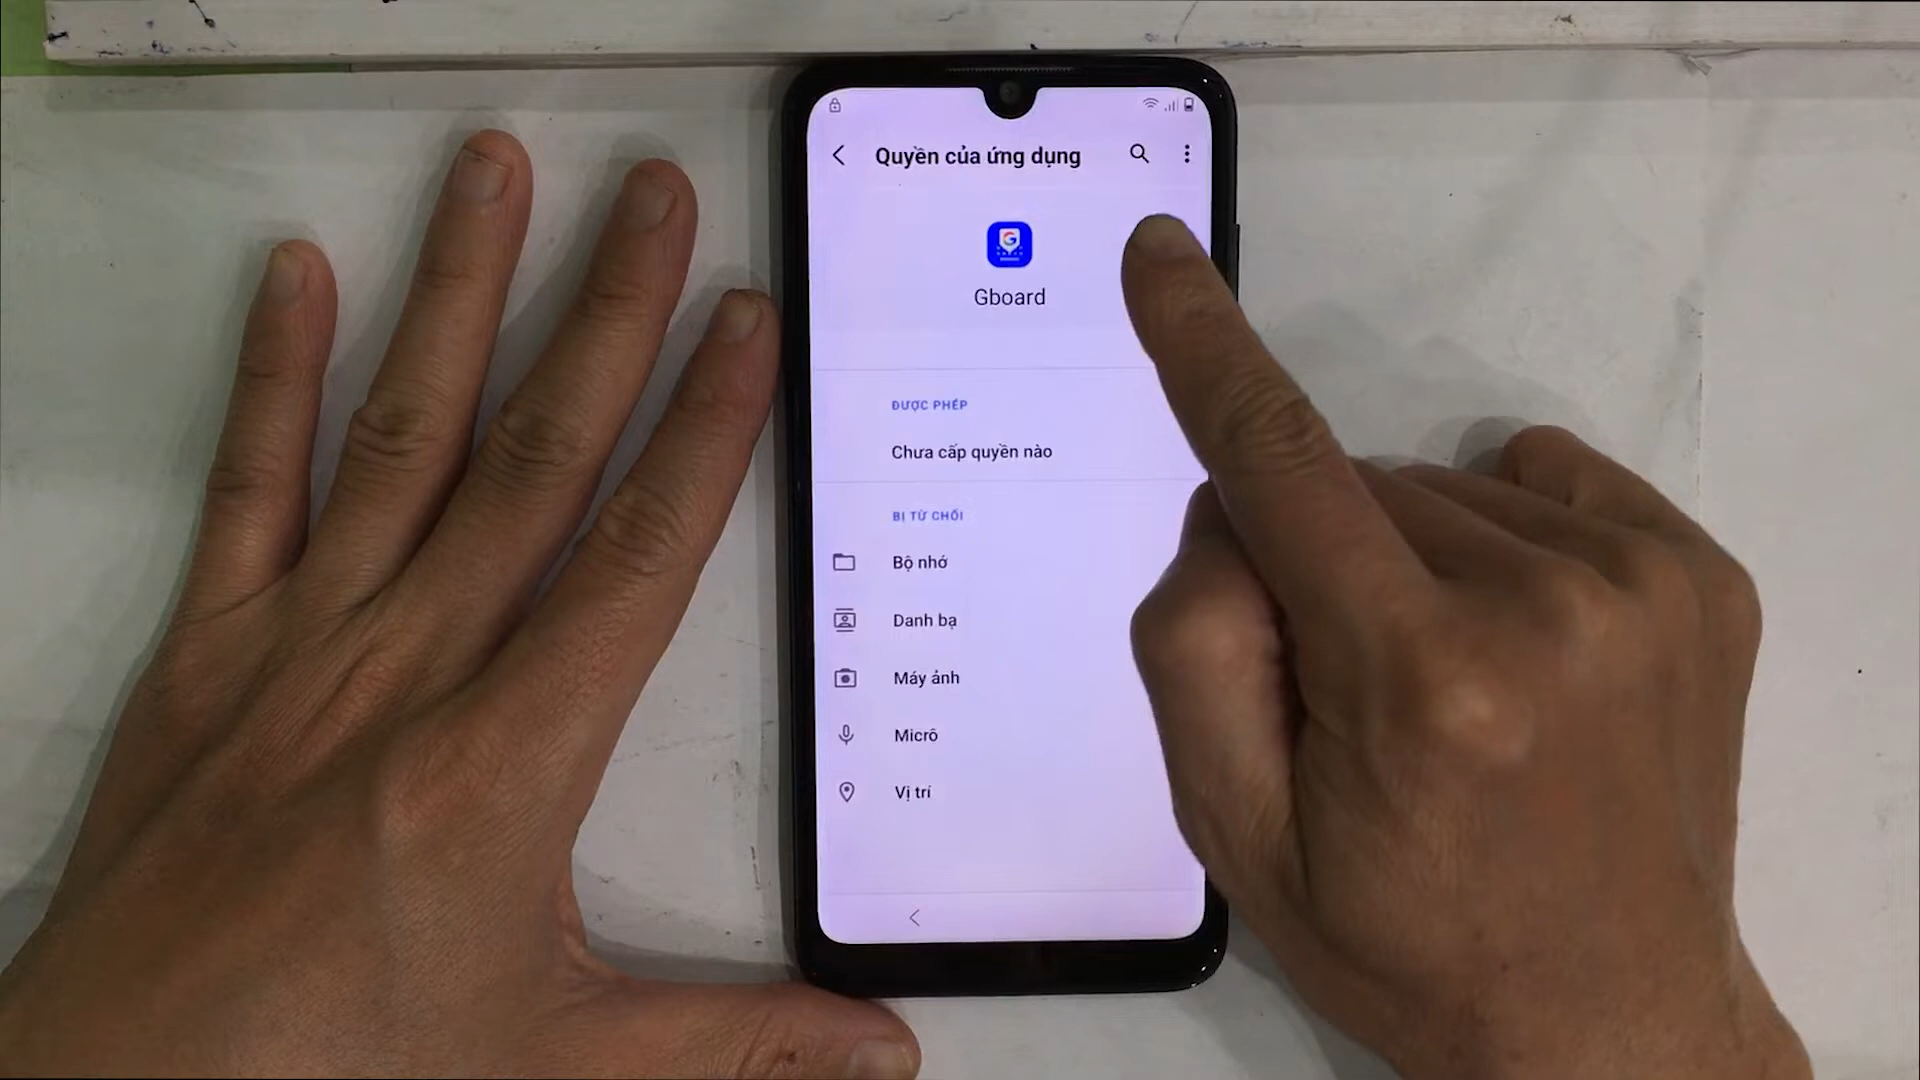 Quyền của ứng dụng
Gboard
ĐƯỢC PHÉP
Chưa cấp quyền nào
BỊ TỪ CHỐI
Bộ nhớ
Danh bạ
Máy ảnh
Micrô
Vị trí